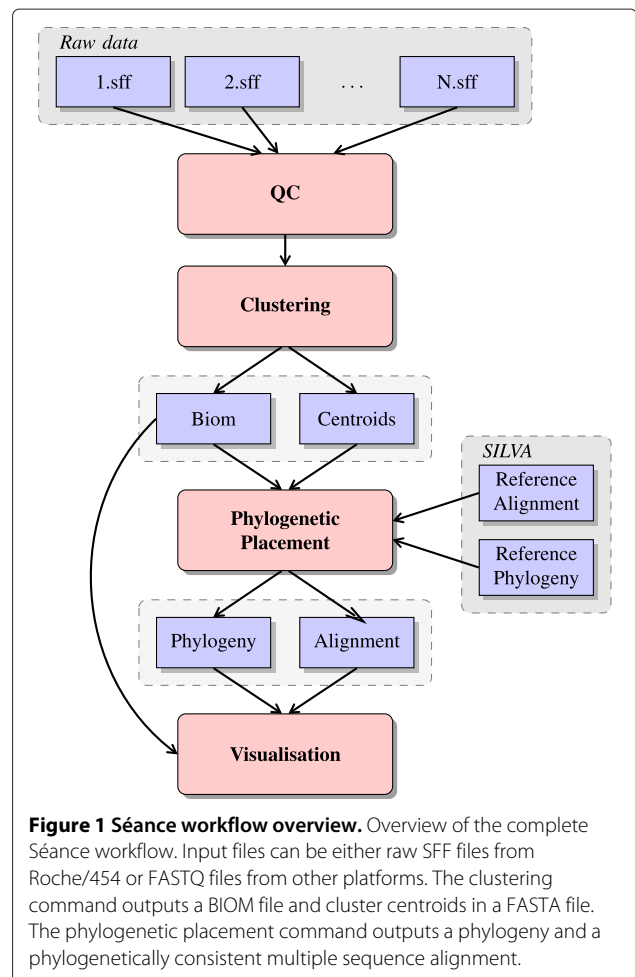 Raw data
1.sff 2.sff ... N.sff
QC
Clustering
Biom Centroids
SILVA
Reference
Alignment
Phylogenetic
Placement
Reference
Phylogeny
Phylogeny Alignment
Visualisation
Figure 1 Séance workflow overview. Overview of the complete
Séance workflow. Input files can be either raw SFF files from
Roche/454 or FASTQ files from other platforms. The clustering
command outputs a BIOM file and cluster centroids in a FASTA file.
The phylogenetic placement command outputs a phylogeny and a
phylogenetically consistent multiple sequence alignment.